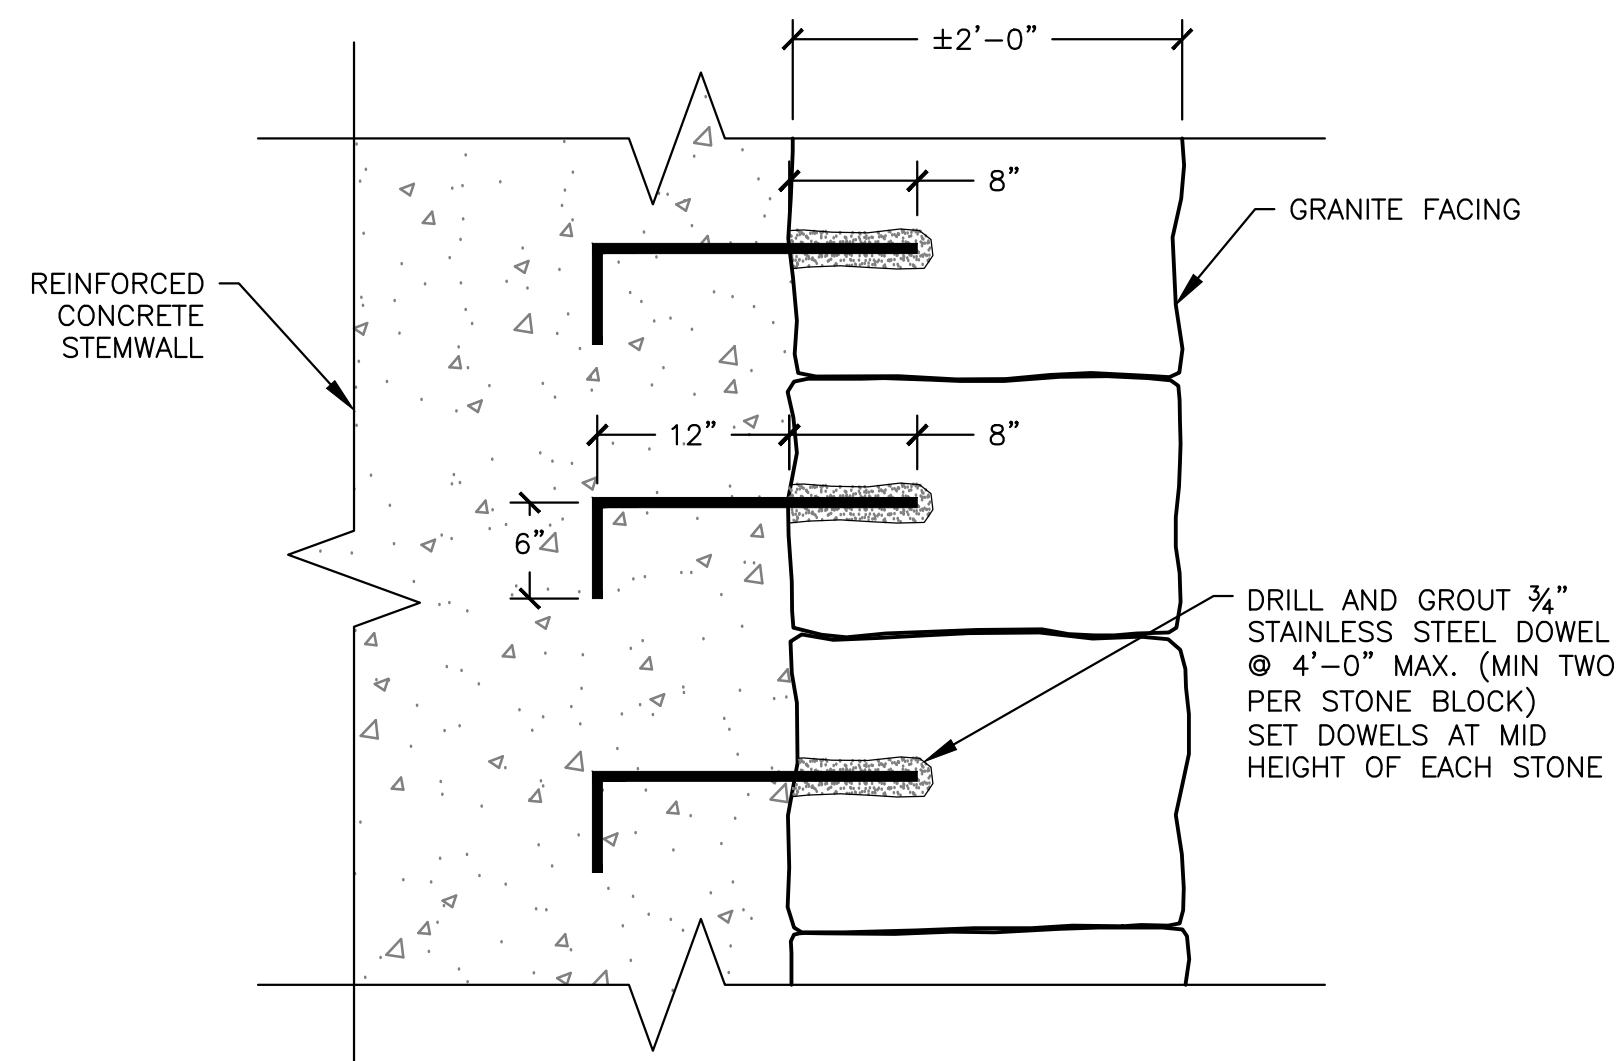 ±2’-0”
8”
GRANITE FACING
REINFORCED
CONCRETE
STEMWALL
12”
8”
6”
DRILL AND GROUT ¾”
STAINLESS STEEL DOWEL
@ 4’-0” MAX. (MIN TWO
PER STONE BLOCK)
SET DOWELS AT MID
HEIGHT OF EACH STONE